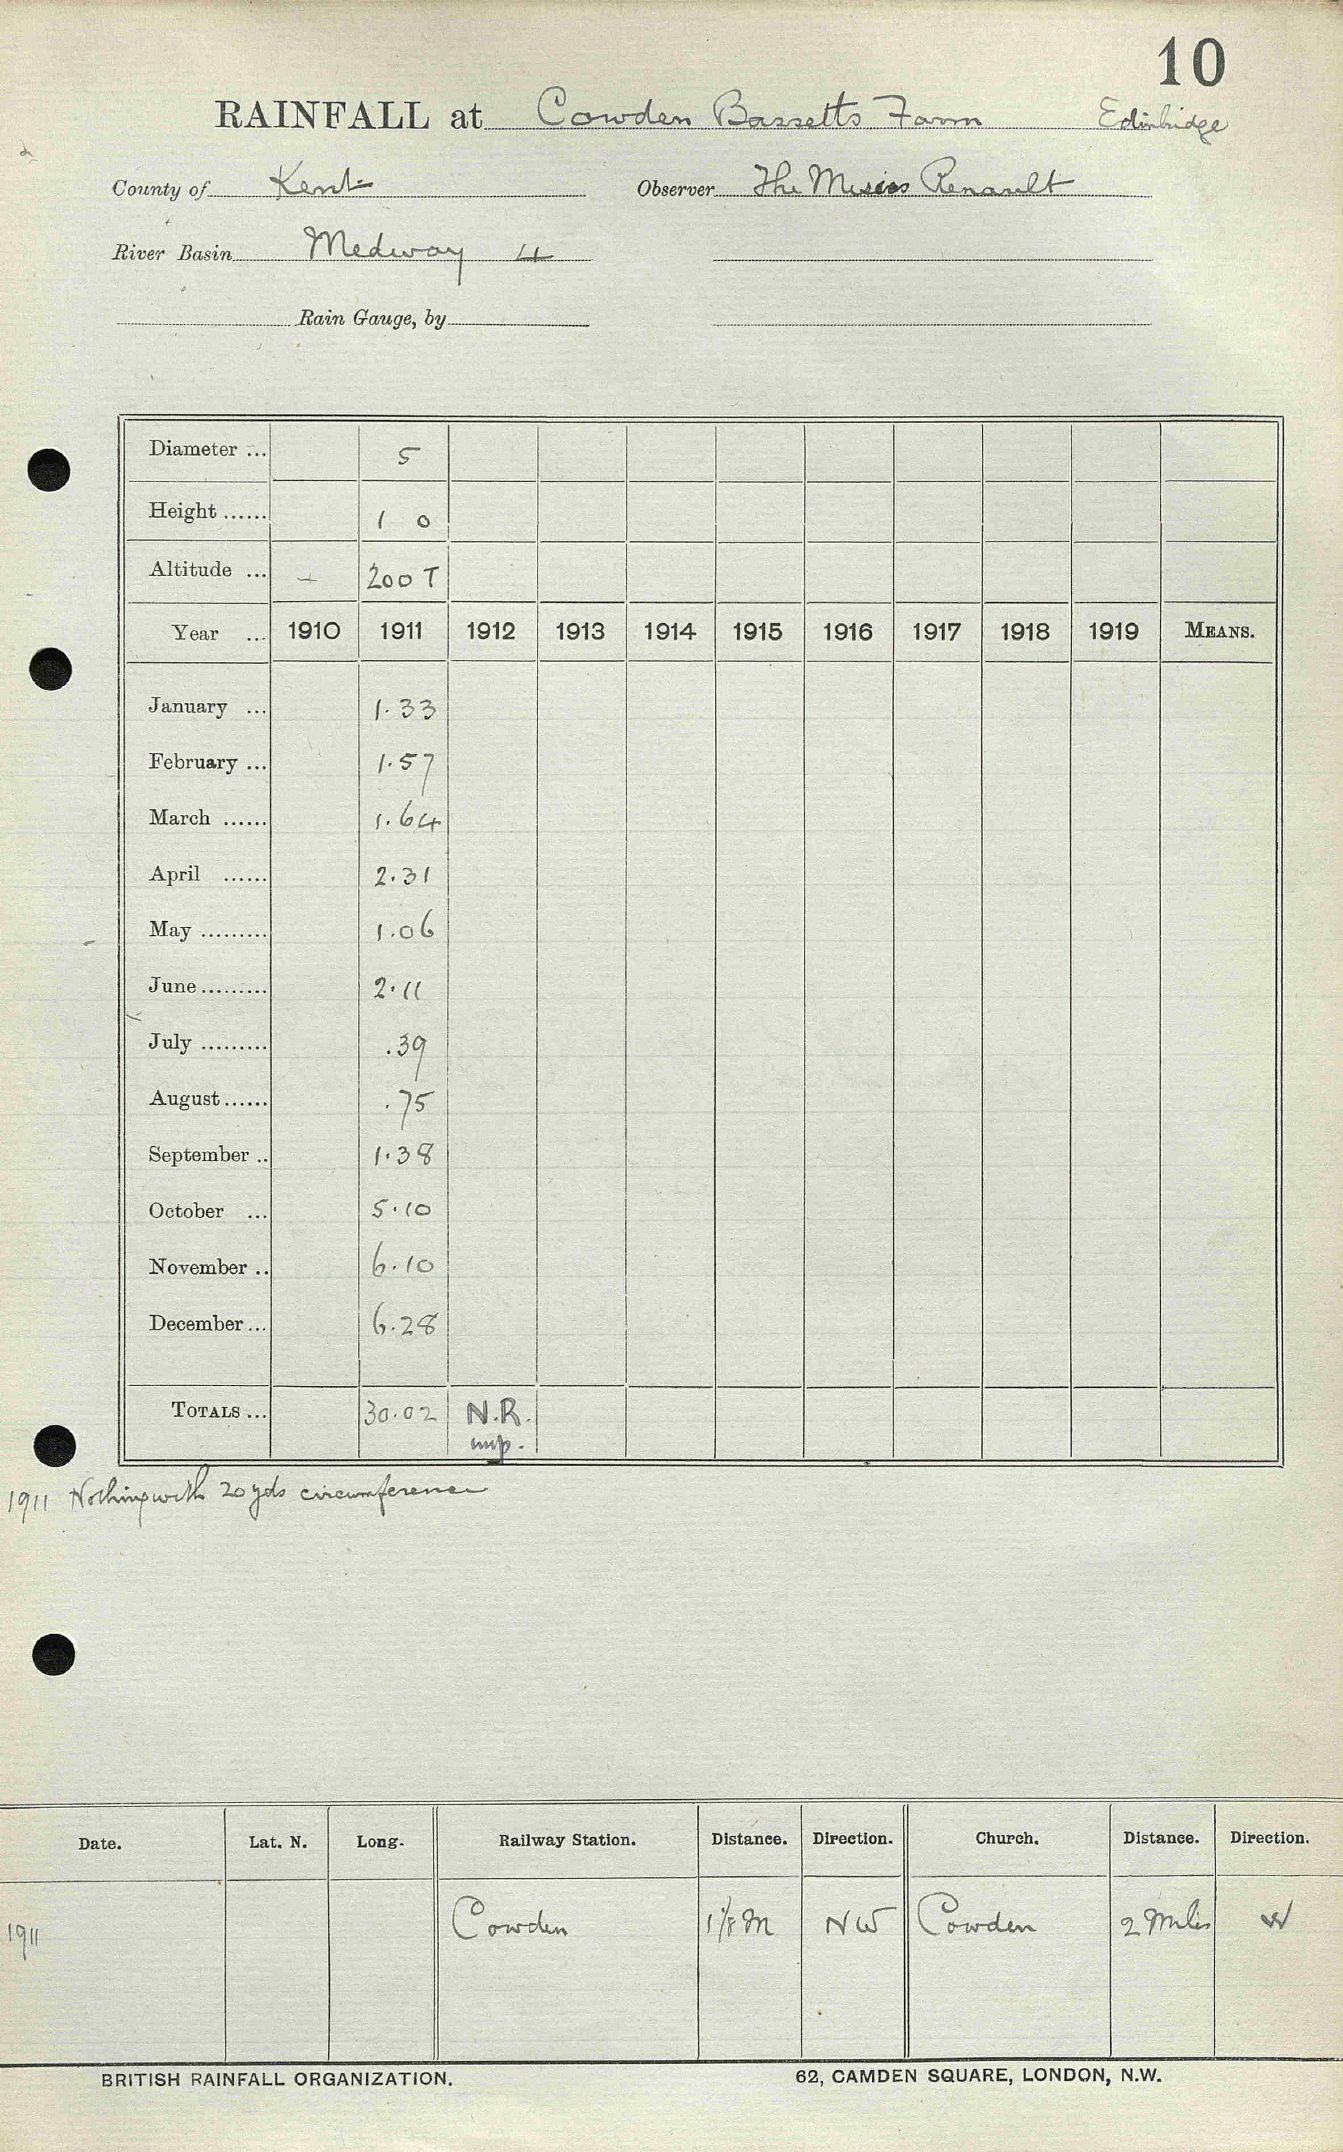 10
RAINFALL at Cowden Bassetts Farm Edinbridge
County of Kent Observer The Misses Renault
River Basin Medway 4
Rain Gauge, by
Diameter ... 5
Height ...... 1 0
Altitude ... 200 T
Year ... 1910 1911 1912 1913 1914 1915 1916 1917 1918 1919 MEANS.
January ... 1.33
February ... 1.57
March ...... 1.64
April ...... 2.31
May ......... 1.06
June ......... 2.11
July ......... .39
August ...... .75
September .. 1.38
October ... 5.10
November .. 6.10
December ... 6.28
TOTALS ... 30.02 N.R.
imp.
1911 Nothing with 20 yds circumference
Date. Lat. N. Long. Railway Station. Distance. Direction. Church. Distance. Direction.
1911 Cowden 1 1/8 M NW Cowden 2 Miles W
BRITISH RAINFALL ORGANIZATION. 62, CAMDEN SQUARE, LONDON, N.W.